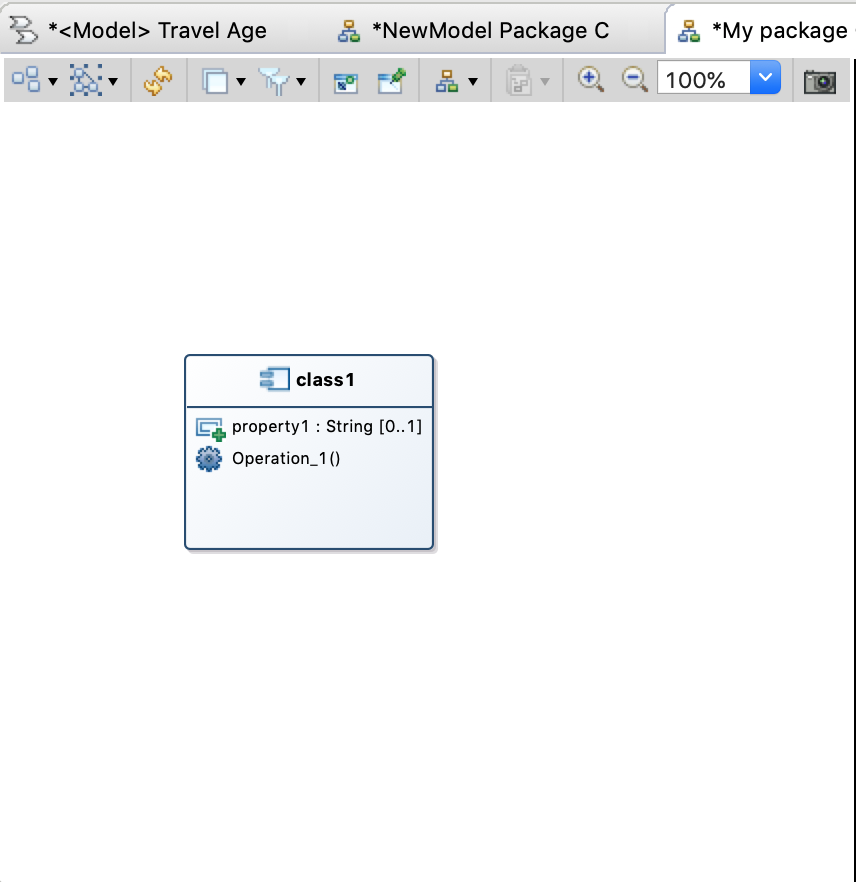 *<Model> Travel Age
*NewModel Package C
*My package
100%
class1
property1 : String [0..1]
Operation_1()